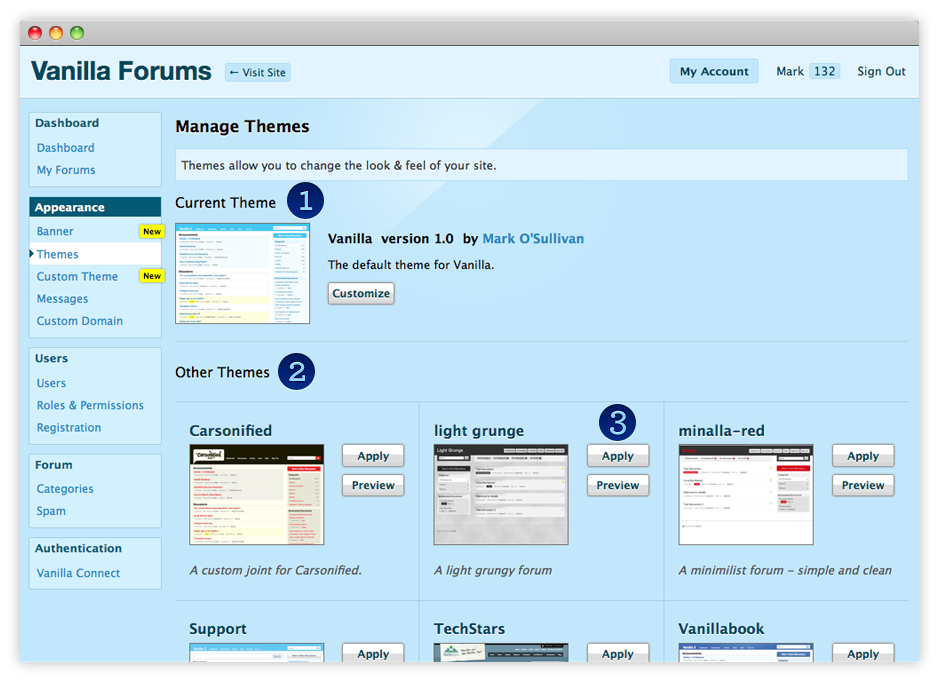 Vanilla Forums ← Visit Site My Account Mark 132 Sign Out
Dashboard
Dashboard
My Forums
Appearance
Banner New
Themes
Custom Theme New
Messages
Custom Domain
Users
Users
Roles & Permissions
Registration
Forum
Categories
Spam
Authentication
Vanilla Connect
Manage Themes
Themes allow you to change the look & feel of your site.
Current Theme 1
Vanilla version 1.0 by Mark O'Sullivan
The default theme for Vanilla.
Customize
Other Themes 2
3
Carsonified
Apply
Preview
A custom joint for Carsonified.
light grunge
Apply
Preview
A light grungy forum
minalla-red
Apply
Preview
A minimilist forum - simple and clean
Support
Apply
TechStars
Apply
Vanillabook
Apply